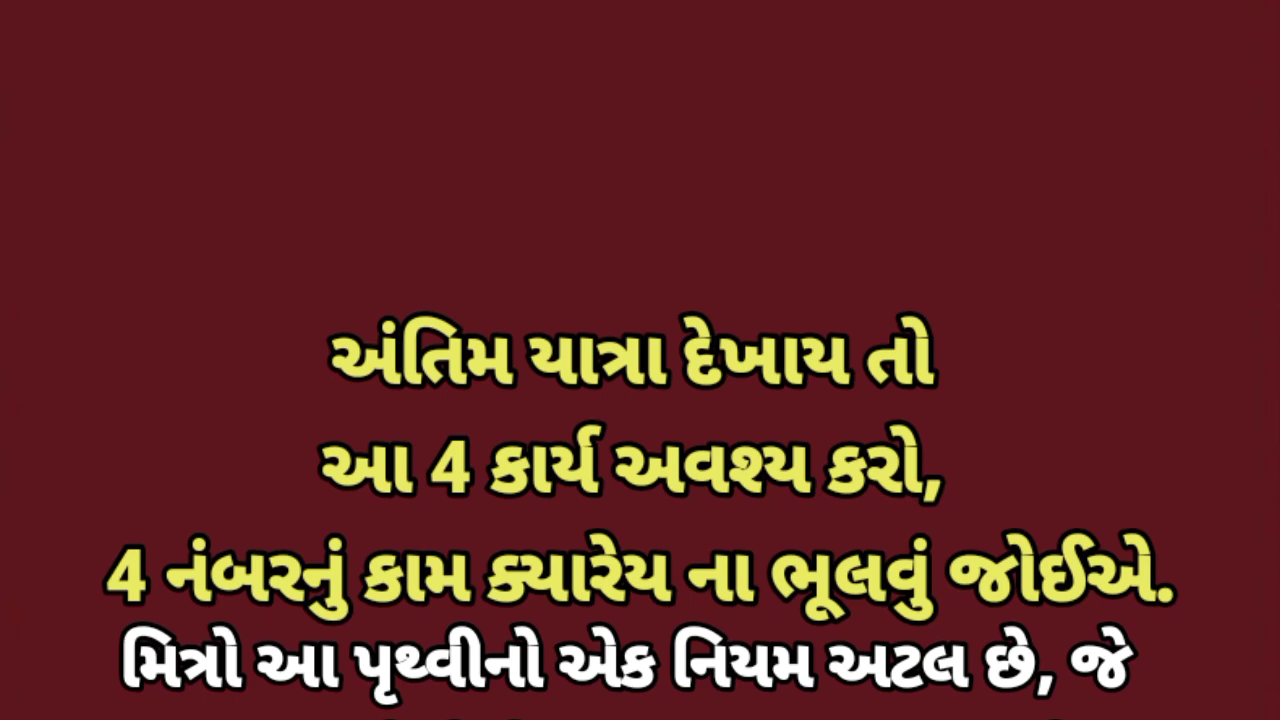 અંતિમ યાત્રા દેખાય તો
આ 4 કાર્ય અવશ્ય કરો,
4 નંબરનું કામ ક્યારેય ના ભૂલવું જોઈએ.
મિત્રો આ પૃથ્વીનો એક નિયમ અટલ છે, જે